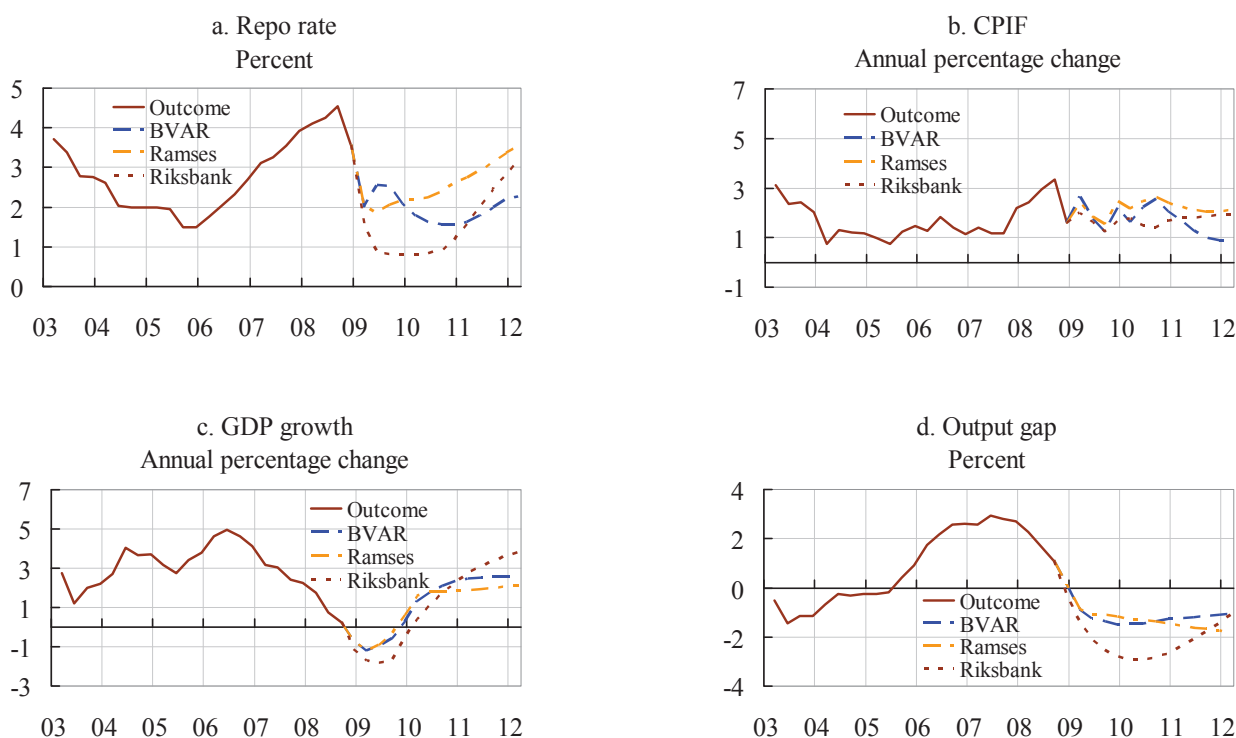 a. Repo rate
Percent
5
4
3
2
1
0
Outcome
BVAR
Ramses
Riksbank
03 04 05 06 07 08 09 10 11 12
b. CPIF
Annual percentage change
7
5
3
1
-1
Outcome
BVAR
Ramses
Riksbank
03 04 05 06 07 08 09 10 11 12
c. GDP growth
Annual percentage change
7
5
3
1
-1
-3
Outcome
BVAR
Ramses
Riksbank
03 04 05 06 07 08 09 10 11 12
d. Output gap
Percent
4
2
0
-2
-4
Outcome
BVAR
Ramses
Riksbank
03 04 05 06 07 08 09 10 11 12